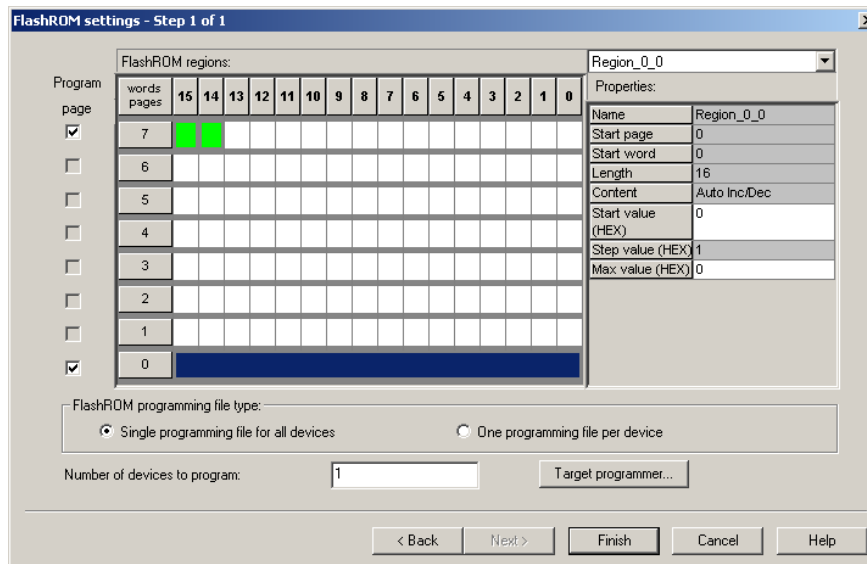 FlashROM settings - Step 1 of 1
FlashROM regions:
Region_0_0
Program page
words pages 15 14 13 12 11 10 9 8 7 6 5 4 3 2 1 0
Properties:
7
6
5
4
3
2
1
0
Name Region_0_0
Start page 0
Start word 0
Length 16
Content Auto Inc/Dec
Start value (HEX) 0
Step value (HEX) 1
Max value (HEX) 0
FlashROM programming file type:
Single programming file for all devices One programming file per device
Number of devices to program: 1 Target programmer...
< Back Next > Finish Cancel Help